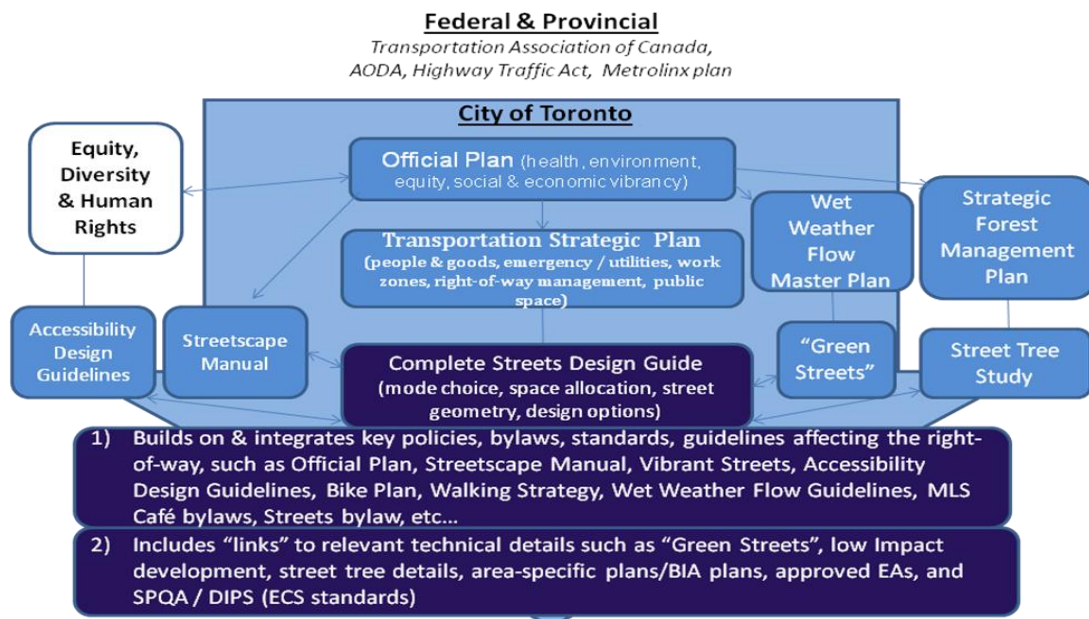 Federal & Provincial
Transportation Association of Canada,
AODA, Highway Traffic Act, Metrolinx plan
City of Toronto
Equity,
Diversity
& Human
Rights
Official Plan (health, environment,
equity, social & economic vibrancy)
Wet
Weather
Flow
Master Plan
Strategic
Forest
Management
Plan
Transportation Strategic Plan
(people & goods, emergency / utilities, work
zones, right-of-way management, public
space)
Accessibility
Design
Guidelines
Streetscape
Manual
Complete Streets Design Guide
(mode choice, space allocation, street
geometry, design options)
“Green
Streets”
Street Tree
Study
1) Builds on & integrates key policies, bylaws, standards, guidelines affecting the right-
of-way, such as Official Plan, Streetscape Manual, Vibrant Streets, Accessibility
Design Guidelines, Bike Plan, Walking Strategy, Wet Weather Flow Guidelines, MLS
Café bylaws, Streets bylaw, etc…
2) Includes “links” to relevant technical details such as “Green Streets”, low Impact
development, street tree details, area-specific plans/BIA plans, approved EAs, and
SPQA / DIPS (ECS standards)